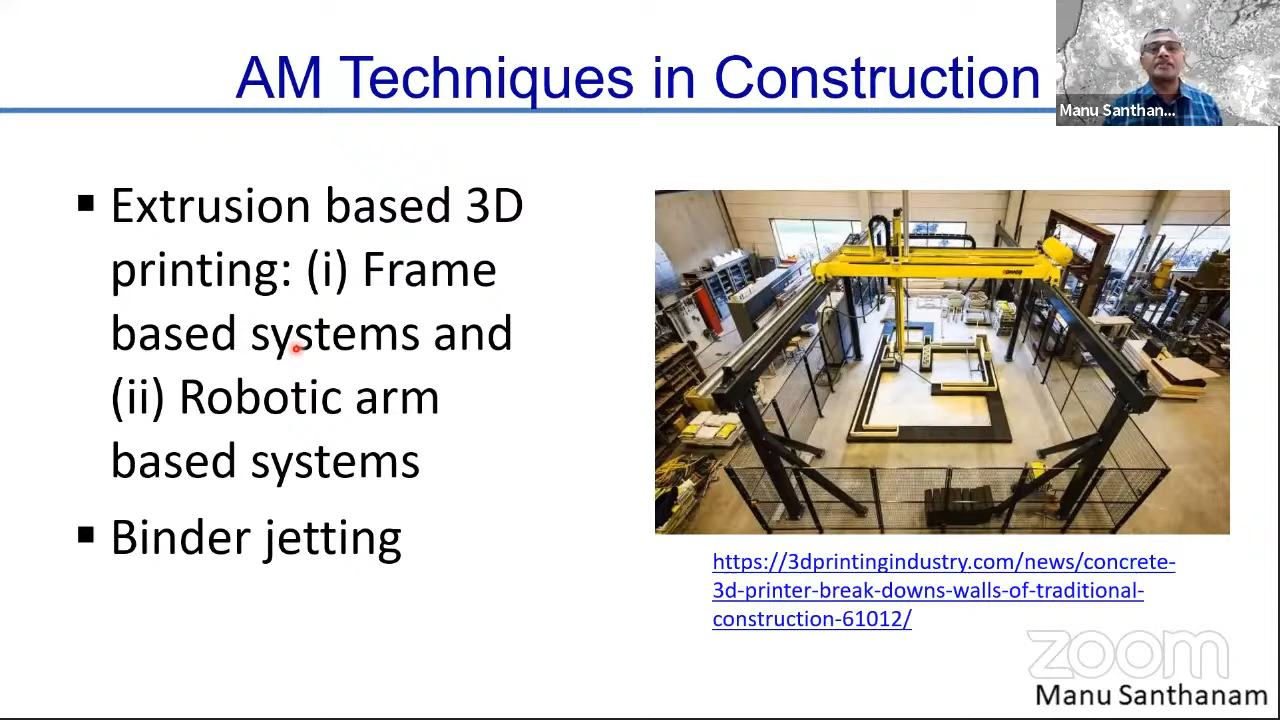 AM Techniques in Construction
Manu Santhan...
▪ Extrusion based 3D
printing: (i) Frame
based systems and
(ii) Robotic arm
based systems
▪ Binder jetting
https://3dprintingindustry.com/news/concrete-
3d-printer-break-downs-walls-of-traditional-
construction-61012/
zoom
Manu Santhanam